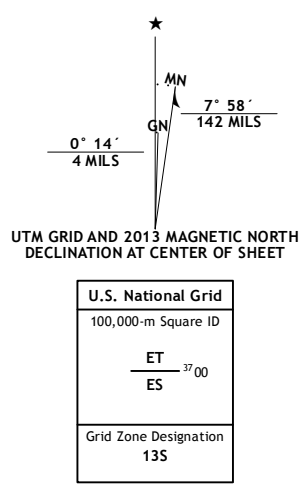 ★
MN
GN
7° 58´
142 MILS
0° 14´
4 MILS
UTM GRID AND 2013 MAGNETIC NORTH
DECLINATION AT CENTER OF SHEET
U.S. National Grid
100,000-m Square ID
ET
3700
ES
Grid Zone Designation
13S